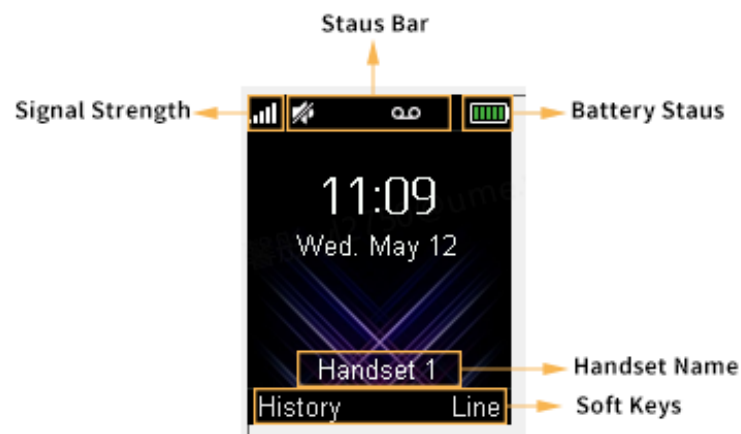 Staus Bar
Signal Strength
Battery Staus
11:09
Wed. May 12
Handset 1
Handset Name
History
Line
Soft Keys